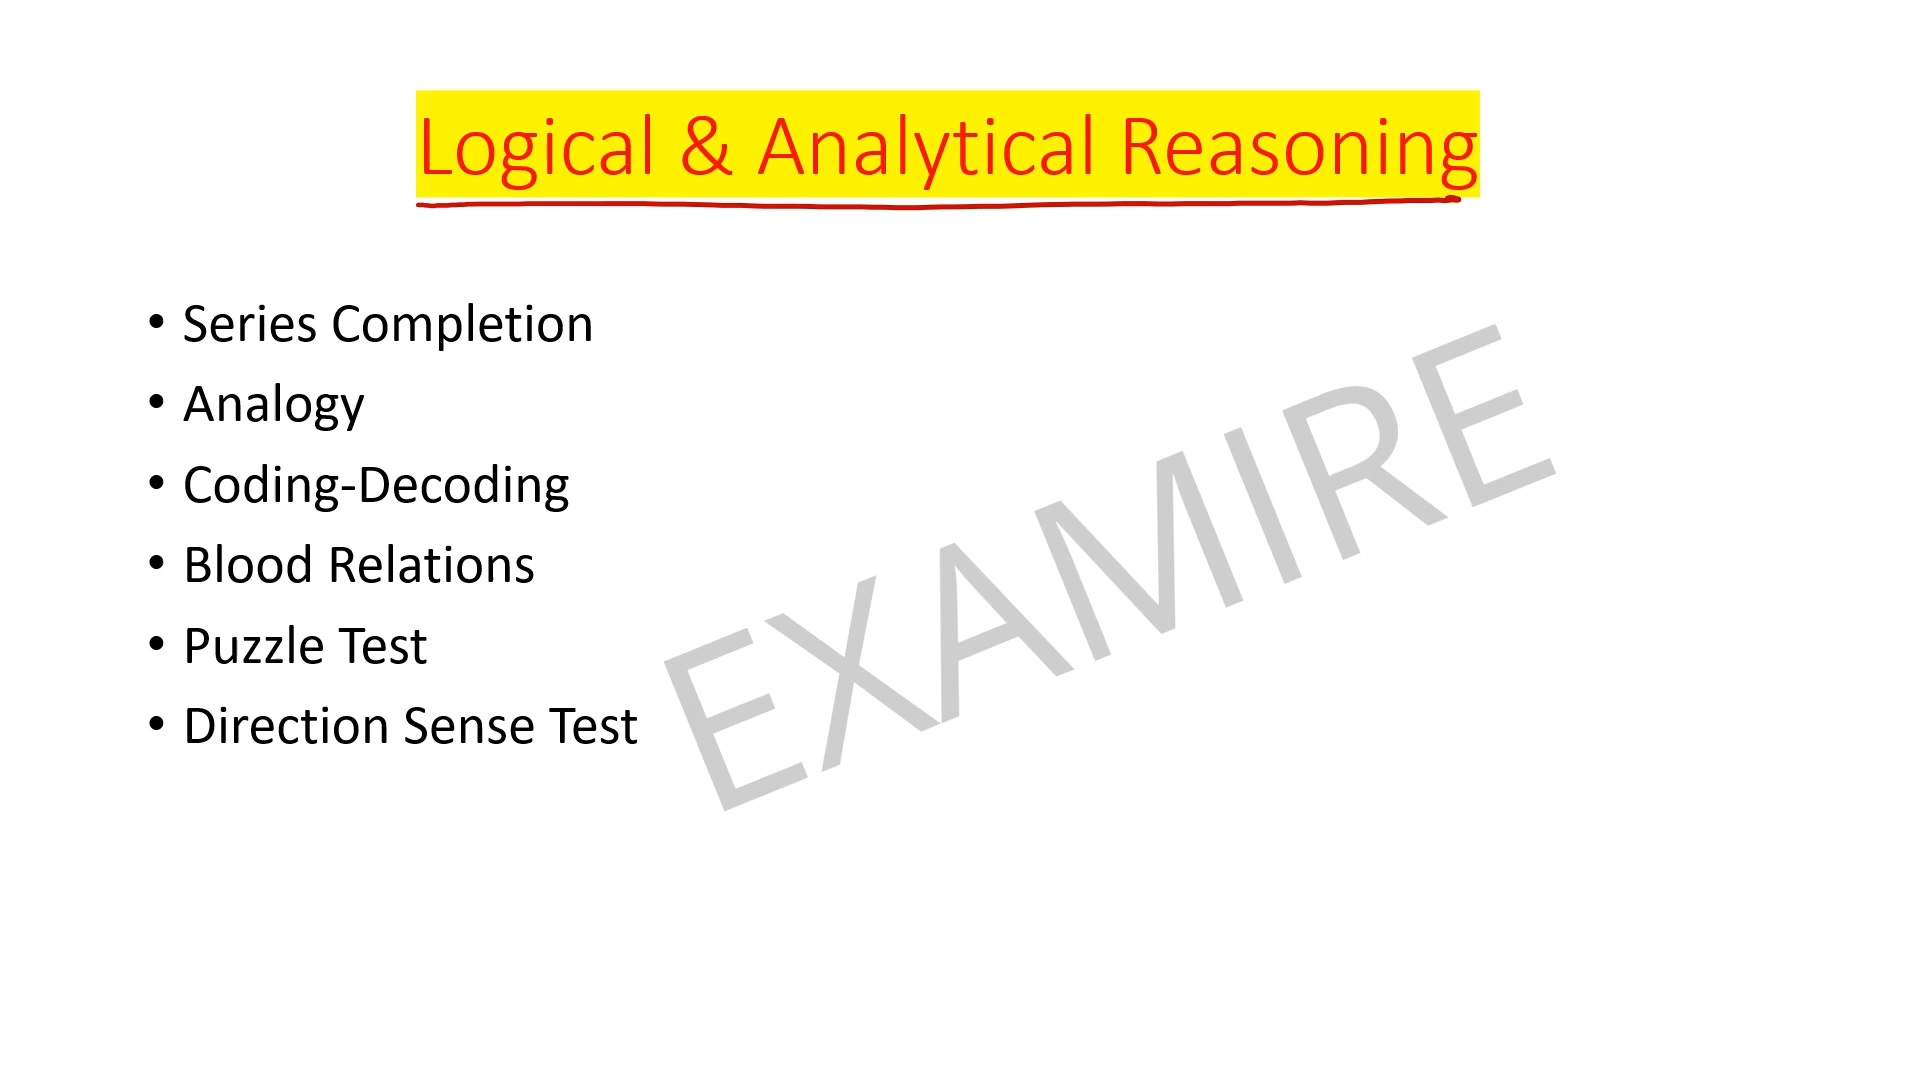 Logical & Analytical Reasoning
• Series Completion
• Analogy
• Coding-Decoding
• Blood Relations
• Puzzle Test
• Direction Sense Test
EXAMIRE